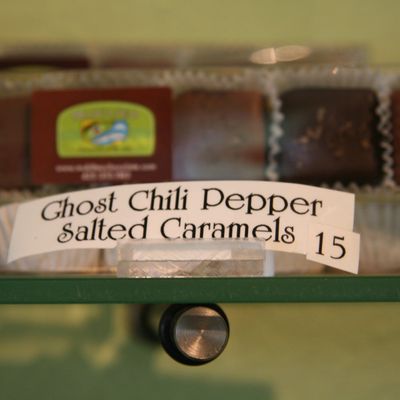 Ghost Chili Pepper
Salted Caramels
15